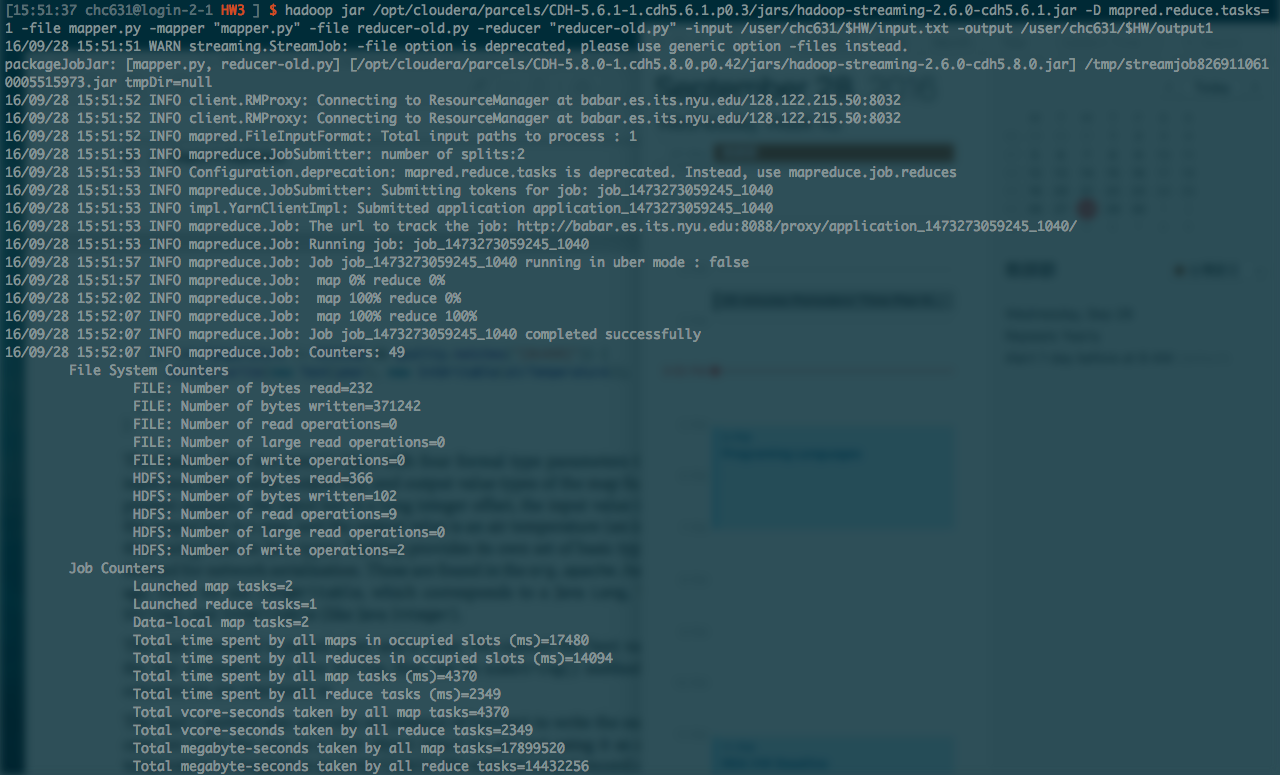 [15:51:37 chc631@login-2-1 HW3 ] $ hadoop jar /opt/cloudera/parcels/CDH-5.6.1-1.cdh5.6.1.p0.3/jars/hadoop-streaming-2.6.0-cdh5.6.1.jar -D mapred.reduce.tasks=
1 -file mapper.py -mapper "mapper.py" -file reducer-old.py -reducer "reducer-old.py" -input /user/chc631/$HW/input.txt -output /user/chc631/$HW/output1
16/09/28 15:51:51 WARN streaming.StreamJob: -file option is deprecated, please use generic option -files instead.
packageJobJar: [mapper.py, reducer-old.py] [/opt/cloudera/parcels/CDH-5.8.0-1.cdh5.8.0.p0.42/jars/hadoop-streaming-2.6.0-cdh5.8.0.jar] /tmp/streamjob826911061
0005515973.jar tmpDir=null
16/09/28 15:51:52 INFO client.RMProxy: Connecting to ResourceManager at babar.es.its.nyu.edu/128.122.215.50:8032
16/09/28 15:51:52 INFO client.RMProxy: Connecting to ResourceManager at babar.es.its.nyu.edu/128.122.215.50:8032
16/09/28 15:51:52 INFO mapred.FileInputFormat: Total input paths to process : 1
16/09/28 15:51:53 INFO mapreduce.JobSubmitter: number of splits:2
16/09/28 15:51:53 INFO Configuration.deprecation: mapred.reduce.tasks is deprecated. Instead, use mapreduce.job.reduces
16/09/28 15:51:53 INFO mapreduce.JobSubmitter: Submitting tokens for job: job_1473273059245_1040
16/09/28 15:51:53 INFO impl.YarnClientImpl: Submitted application application_1473273059245_1040
16/09/28 15:51:53 INFO mapreduce.Job: The url to track the job: http://babar.es.its.nyu.edu:8088/proxy/application_1473273059245_1040/
16/09/28 15:51:53 INFO mapreduce.Job: Running job: job_1473273059245_1040
16/09/28 15:51:57 INFO mapreduce.Job: Job job_1473273059245_1040 running in uber mode : false
16/09/28 15:51:57 INFO mapreduce.Job:  map 0% reduce 0%
16/09/28 15:52:02 INFO mapreduce.Job:  map 100% reduce 0%
16/09/28 15:52:07 INFO mapreduce.Job:  map 100% reduce 100%
16/09/28 15:52:07 INFO mapreduce.Job: Job job_1473273059245_1040 completed successfully
16/09/28 15:52:07 INFO mapreduce.Job: Counters: 49
File System Counters
FILE: Number of bytes read=232
FILE: Number of bytes written=371242
FILE: Number of read operations=0
FILE: Number of large read operations=0
FILE: Number of write operations=0
HDFS: Number of bytes read=366
HDFS: Number of bytes written=102
HDFS: Number of read operations=9
HDFS: Number of large read operations=0
HDFS: Number of write operations=2
Job Counters
Launched map tasks=2
Launched reduce tasks=1
Data-local map tasks=2
Total time spent by all maps in occupied slots (ms)=17480
Total time spent by all reduces in occupied slots (ms)=14094
Total time spent by all map tasks (ms)=4370
Total time spent by all reduce tasks (ms)=2349
Total vcore-seconds taken by all map tasks=4370
Total vcore-seconds taken by all reduce tasks=2349
Total megabyte-seconds taken by all map tasks=17899520
Total megabyte-seconds taken by all reduce tasks=14432256